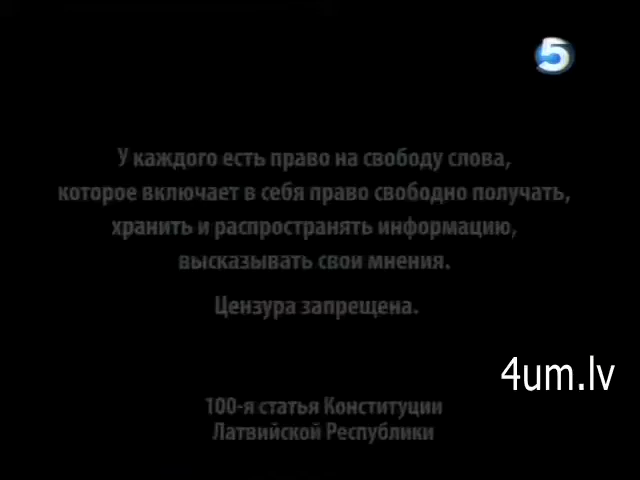 5
У каждого есть право на свободу слова,
которое включает в себя право свободно получать,
хранить и распространять информацию,
высказывать свои мнения.
Цензура запрещена.
4um.lv
100-я статья Конституции
Латвийской Республики